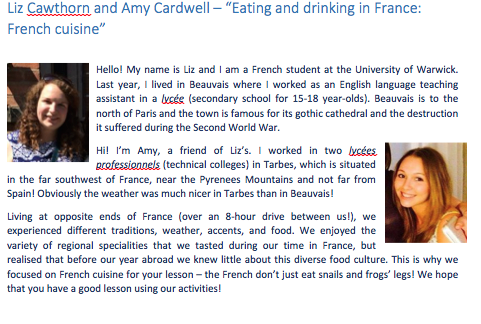 Liz Cawthorn and Amy Cardwell – “Eating and drinking in France:
French cuisine”
Hello! My name is Liz and I am a French student at the University of Warwick.
Last year, I lived in Beauvais where I worked as an English language teaching
assistant in a lycée (secondary school for 15-18 year-olds). Beauvais is to the
north of Paris and the town is famous for its gothic cathedral and the destruction
it suffered during the Second World War.
Hi! I’m Amy, a friend of Liz’s. I worked in two lycées
professionnels (technical colleges) in Tarbes, which is situated
in the far southwest of France, near the Pyrenees Mountains and not far from
Spain! Obviously the weather was much nicer in Tarbes than in Beauvais!
Living at opposite ends of France (over an 8-hour drive between us!), we
experienced different traditions, weather, accents, and food. We enjoyed the
variety of regional specialities that we tasted during our time in France, but
realised that before our year abroad we knew little about this diverse food culture. This is why we
focused on French cuisine for your lesson – the French don’t just eat snails and frogs’ legs! We hope
that you have a good lesson using our activities!